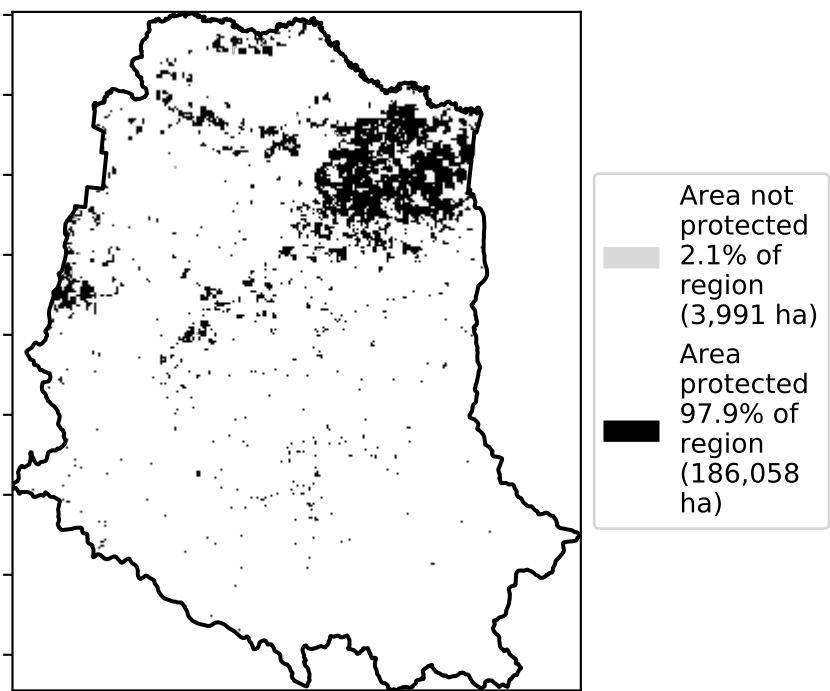 Area not
protected
2.1% of
region
(3,991 ha)
Area
protected
97.9% of
region
(186,058
ha)